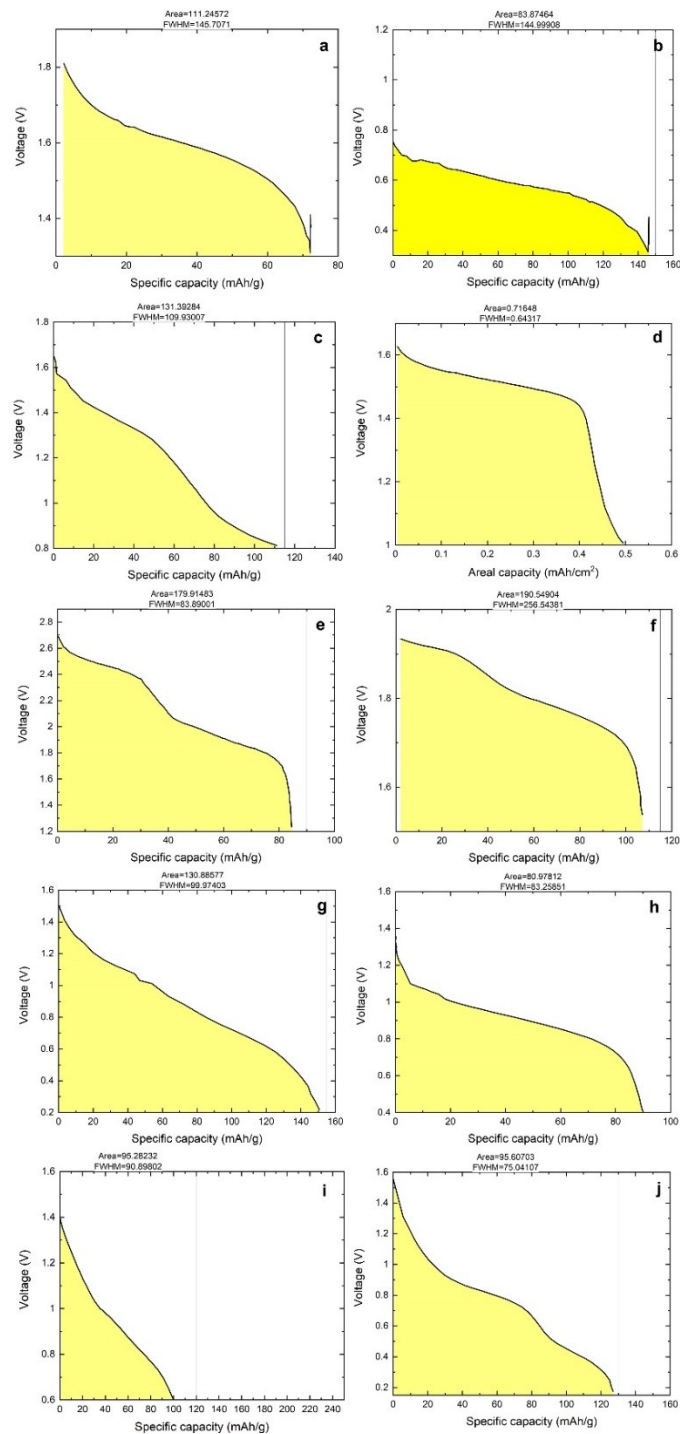 Area=111.24572
FWHM=145.7071
a
1.8
1.6
1.4
Voltage (V)
0 20 40 60 80
Specific capacity (mAh/g)
Area=83.87464
FWHM=144.99908
b
1.2
1.0
0.8
0.6
0.4
Voltage (V)
0 20 40 60 80 100 120 140 160
Specific capacity (mAh/g)
Area=131.39284
FWHM=109.93007
c
1.8
1.6
1.4
1.2
1
0.8
Voltage (V)
0 20 40 60 80 100 120 140
Specific capacity (mAh/g)
Area=0.71648
FWHM=0.64317
d
1.6
1.4
1.2
1
Voltage (V)
0.0 0.1 0.2 0.3 0.4 0.5 0.6
Areal capacity (mAh/cm²)
Area=179.91483
FWHM=83.89001
e
2.8
2.6
2.4
2.2
2
1.8
1.6
1.4
1.2
Voltage (V)
0 20 40 60 80 100
Specific capacity (mAh/g)
Area=190.54904
FWHM=256.54381
f
2
1.8
1.6
Voltage (V)
0 20 40 60 80 100 120
Specific capacity (mAh/g)
Area=130.88577
FWHM=99.97403
g
1.6
1.4
1.2
1
0.8
0.6
0.4
0.2
Voltage (V)
0 20 40 60 80 100 120 140 160
Specific capacity (mAh/g)
Area=80.97812
FWHM=83.25851
h
1.6
1.4
1.2
1
0.8
0.6
0.4
Voltage (V)
0 20 40 60 80 100
Specific capacity (mAh/g)
Area=95.28232
FWHM=90.89802
i
1.6
1.4
1.2
1
0.8
0.6
Voltage (V)
0 20 40 60 80 100 120 140 160 180 200 220 240
Specific capacity (mAh/g)
Area=95.60703
FWHM=75.04107
j
1.6
1.4
1.2
1
0.8
0.6
0.4
0.2
Voltage (V)
0 20 40 60 80 100 120 140 160
Specific capacity (mAh/g)